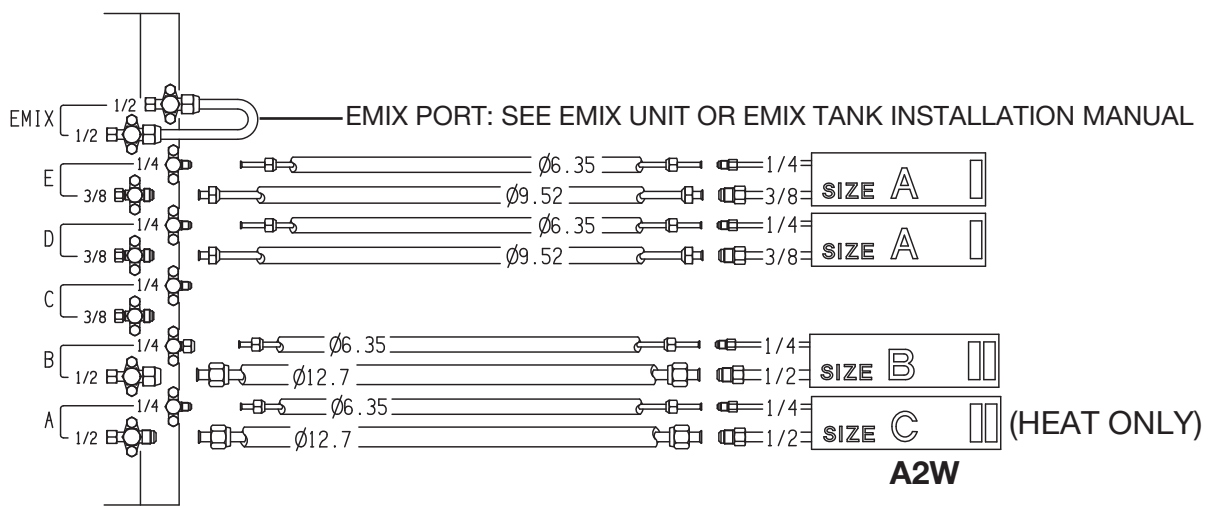 EMIX
1/2
1/2
EMIX PORT: SEE EMIX UNIT OR EMIX TANK INSTALLATION MANUAL
E
1/4
3/8
Ø6.35
Ø9.52
1/4
3/8
SIZE A
D
1/4
3/8
Ø6.35
Ø9.52
1/4
3/8
SIZE A
C
1/4
3/8
B
1/4
1/2
Ø6.35
Ø12.7
1/4
1/2
SIZE B
A
1/4
1/2
Ø6.35
Ø12.7
1/4
1/2
SIZE C
(HEAT ONLY)
A2W